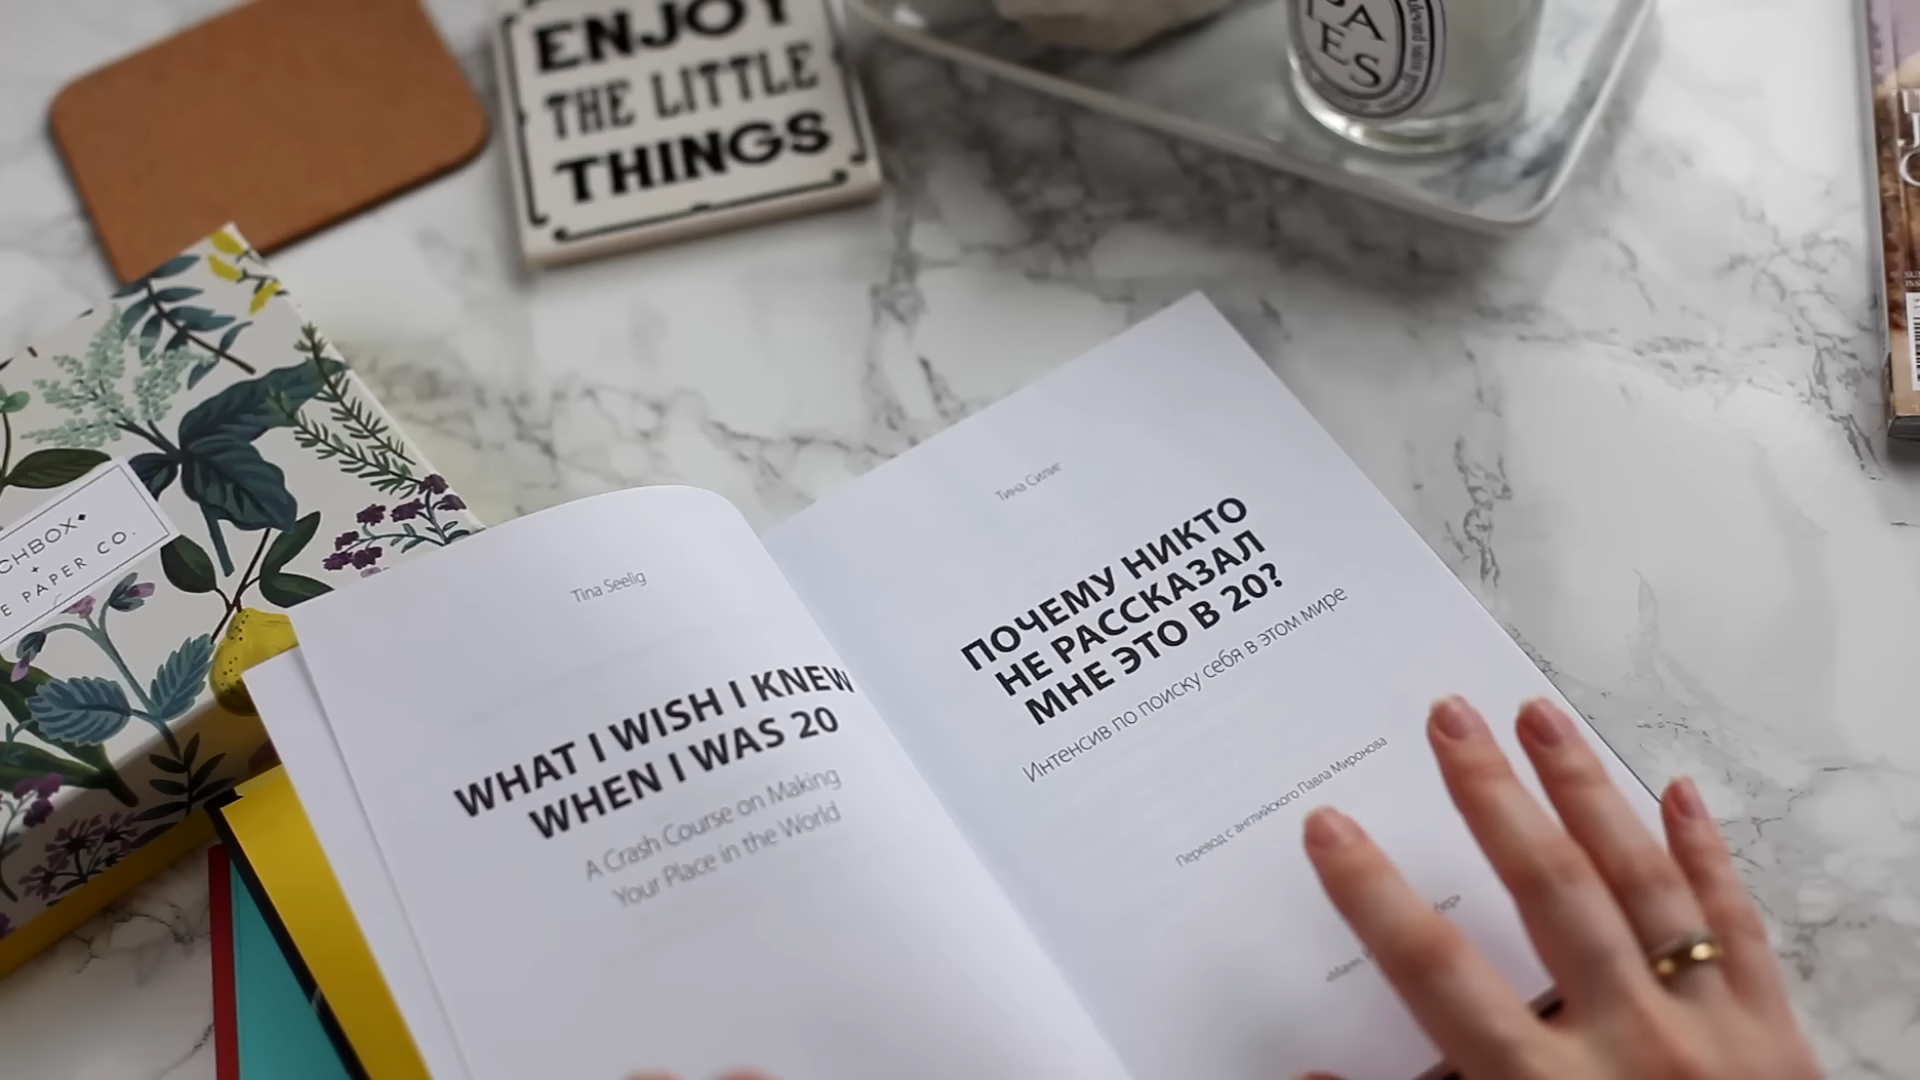 ENJOY
THE LITTLE
THINGS
Tina Seelig
WHAT I WISH I KNEW
WHEN I WAS 20
A Crash Course on Making
Your Place in the World
Тина Силиг
ПОЧЕМУ НИКТО
НЕ РАССКАЗАЛ
МНЕ ЭТО В 20?
Интенсив по поиску себя в этом мире
Перевод с английского Павла Миронова
PAPER CO.